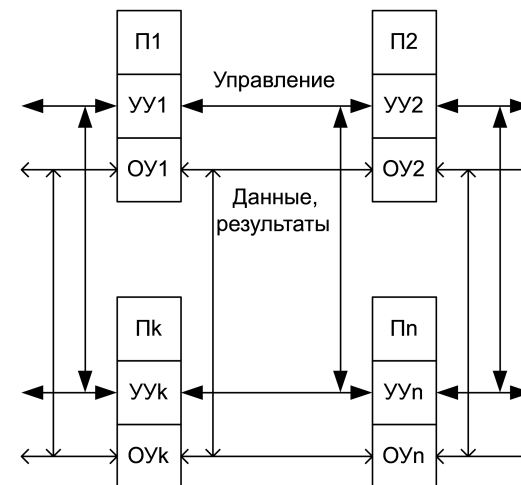 П1
П2
УУ1
Управление
УУ2
ОУ1
ОУ2
Данные,
результаты
Пk
Пn
УУk
УУn
ОУk
ОУn